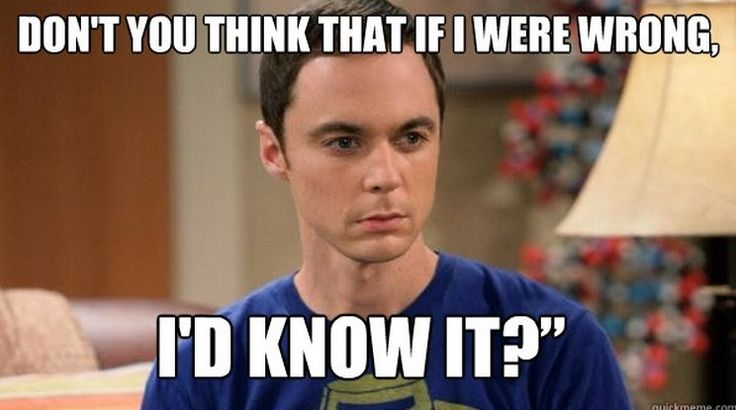 DON'T YOU THINK THAT IF I WERE WRONG,
I'D KNOW IT?”
quickmeme.com